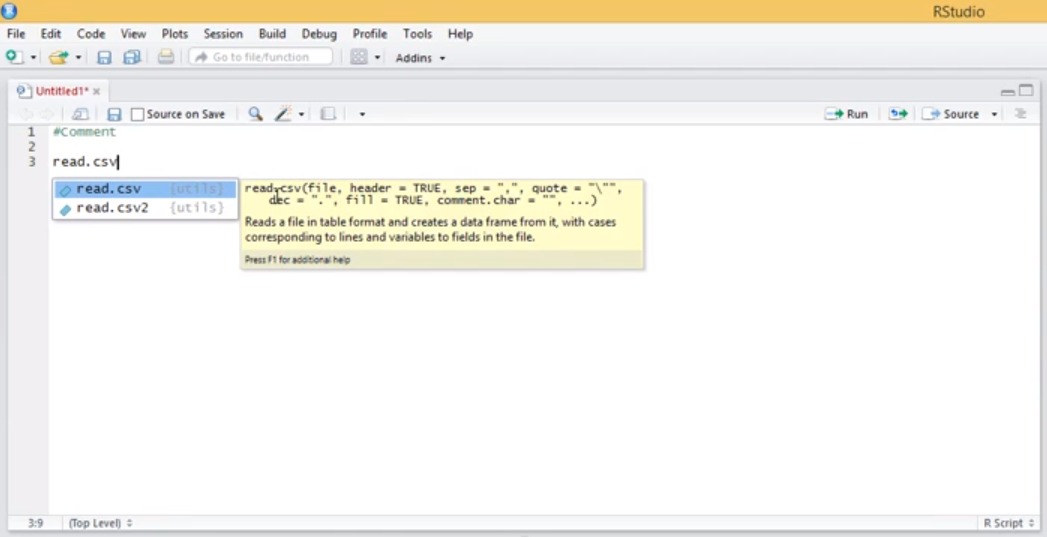 RStudio
File Edit Code View Plots Session Build Debug Profile Tools Help
Go to file/function Addins
Untitled1*
Source on Save Run Source
1 #Comment
2
3 read.csv
read.csv {utils}
read.csv2 {utils}
read.csv(file, header = TRUE, sep = ",", quote = "\"",
dec = ".", fill = TRUE, comment.char = "", ...)
Reads a file in table format and creates a data frame from it, with cases
corresponding to lines and variables to fields in the file.
Press F1 for additional help
3:9 (Top Level) R Script